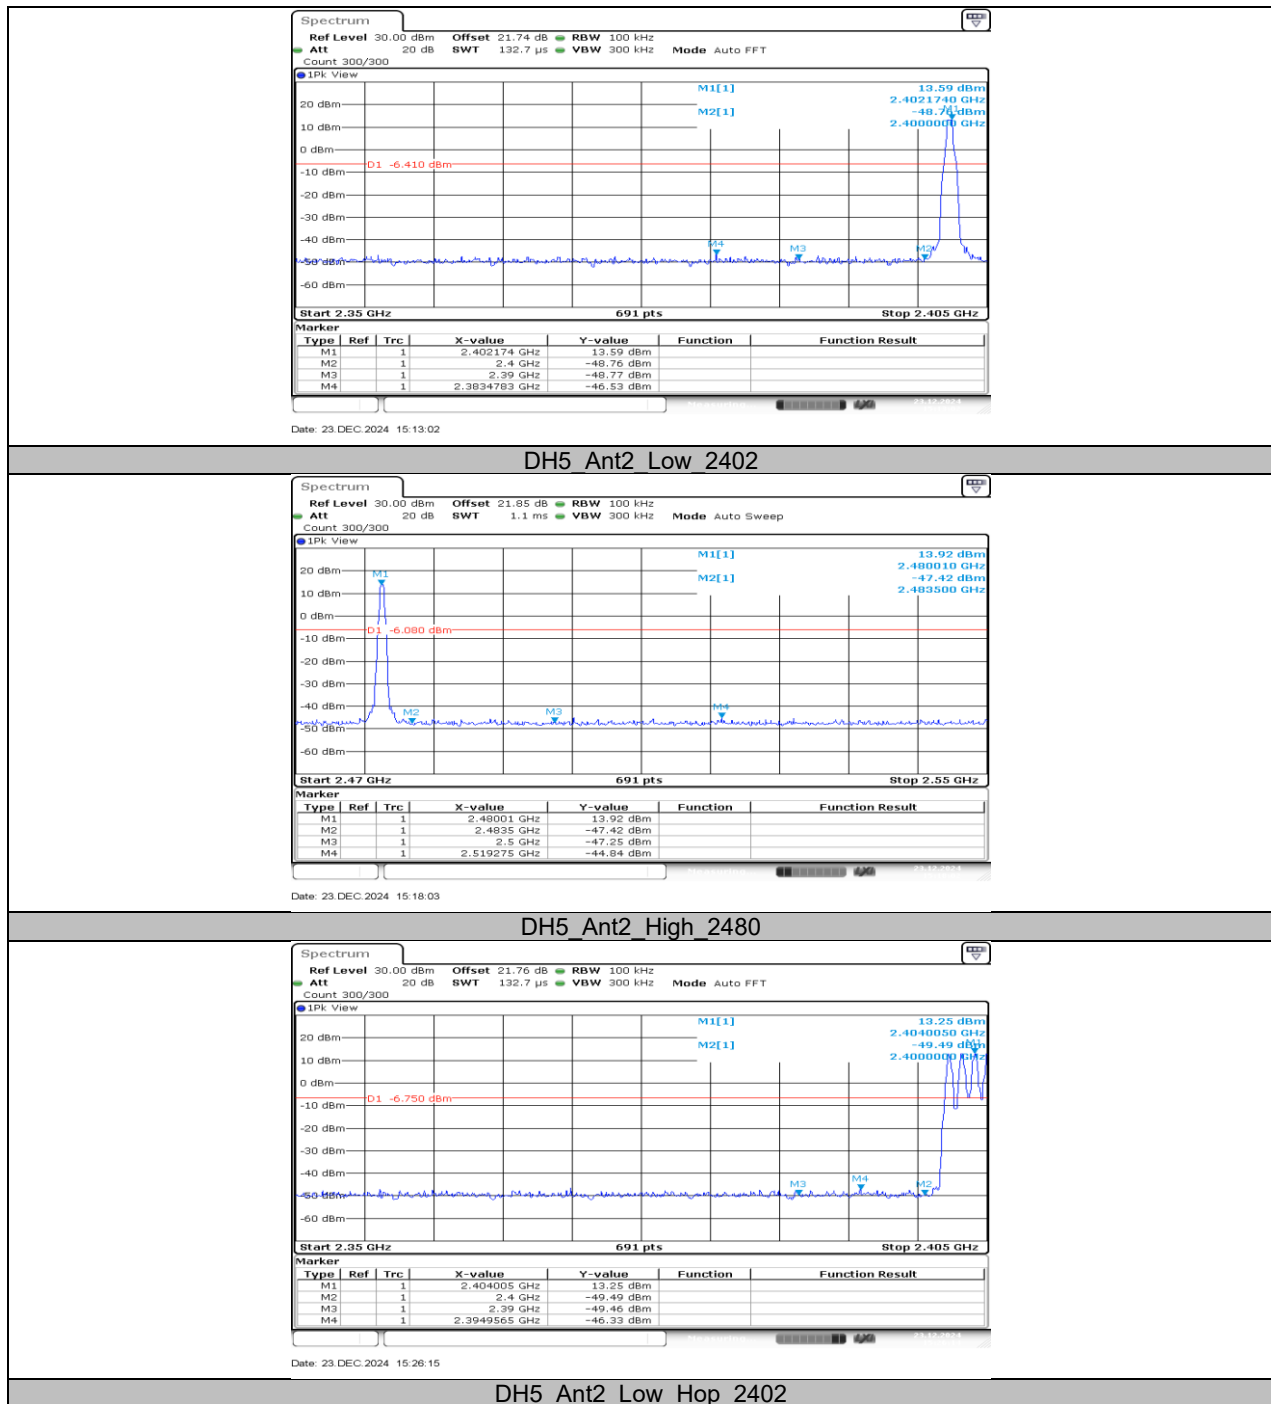 Spectrum
Ref Level 30.00 dBm Offset 21.74 dB RBW 100 kHz
Att 20 dB SWT 132.7 µs VBW 300 kHz Mode Auto FFT
Count 300/300
1Pk View
M1[1] 13.59 dBm
2.4021740 GHz
M2[1] -48.76 dBm
2.4000000 GHz
M1
20 dBm
10 dBm
0 dBm
D1 -6.410 dBm
-10 dBm
-20 dBm
-30 dBm
-40 dBm
M4 M3 M2
-50 dBm
-60 dBm
Start 2.35 GHz 691 pts Stop 2.405 GHz
Marker
Type Ref Trc X-value Y-value Function Function Result
M1 1 2.402174 GHz 13.59 dBm
M2 1 2.4 GHz -48.76 dBm
M3 1 2.39 GHz -48.77 dBm
M4 1 2.3834783 GHz -46.53 dBm
23.12.2024
Date: 23.DEC.2024 15:13:02
DH5_Ant2_Low_2402
Spectrum
Ref Level 30.00 dBm Offset 21.85 dB RBW 100 kHz
Att 20 dB SWT 1.1 ms VBW 300 kHz Mode Auto Sweep
Count 300/300
1Pk View
M1[1] 13.92 dBm
2.480010 GHz
M2[1] -47.42 dBm
2.483500 GHz
20 dBm
M1
10 dBm
0 dBm
D1 -6.080 dBm
-10 dBm
-20 dBm
-30 dBm
-40 dBm
M2 M3 M4
-50 dBm
-60 dBm
Start 2.47 GHz 691 pts Stop 2.55 GHz
Marker
Type Ref Trc X-value Y-value Function Function Result
M1 1 2.48001 GHz 13.92 dBm
M2 1 2.4835 GHz -47.42 dBm
M3 1 2.5 GHz -47.25 dBm
M4 1 2.519275 GHz -44.84 dBm
23.12.2024
Date: 23.DEC.2024 15:18:03
DH5_Ant2_High_2480
Spectrum
Ref Level 30.00 dBm Offset 21.76 dB RBW 100 kHz
Att 20 dB SWT 132.7 µs VBW 300 kHz Mode Auto FFT
Count 300/300
1Pk View
M1[1] 13.25 dBm
2.4040050 GHz
M2[1] -49.49 dBm
2.4000000 GHz
M1
20 dBm
10 dBm
0 dBm
D1 -6.750 dBm
-10 dBm
-20 dBm
-30 dBm
-40 dBm
M3 M4 M2
-50 dBm
-60 dBm
Start 2.35 GHz 691 pts Stop 2.405 GHz
Marker
Type Ref Trc X-value Y-value Function Function Result
M1 1 2.404005 GHz 13.25 dBm
M2 1 2.4 GHz -49.49 dBm
M3 1 2.39 GHz -49.46 dBm
M4 1 2.3949565 GHz -46.33 dBm
23.12.2024
Date: 23.DEC.2024 15:26:15
DH5_Ant2_Low_Hop_2402